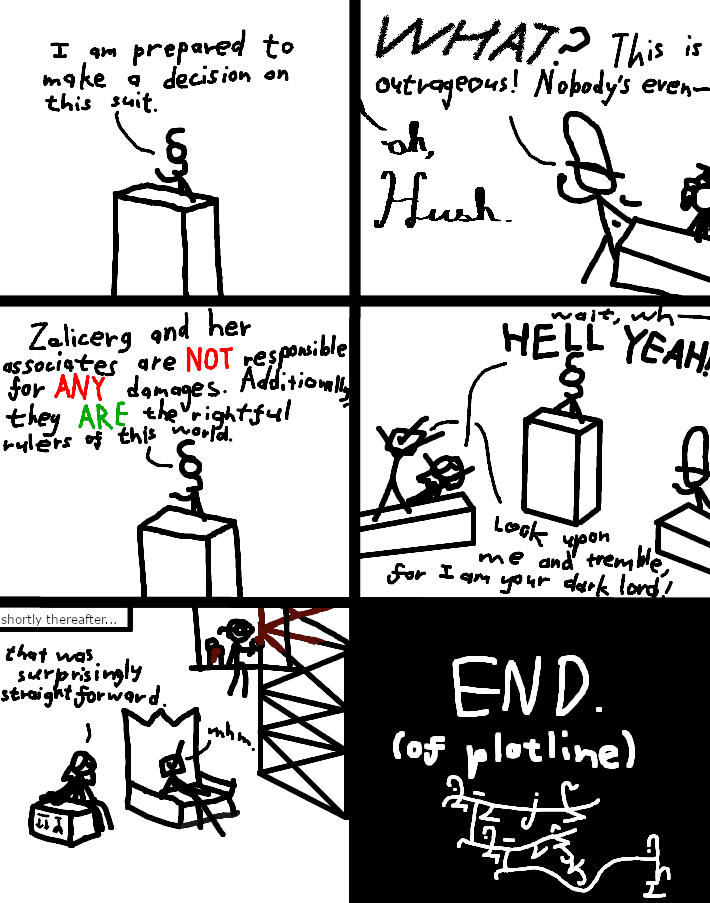 I am prepared to
make a decision on
this suit.
WHAT? This is
outrageous! Nobody's even—
oh,
Hush.
Zalicerg and her
associates are NOT responsible
for ANY damages. Additionally,
they ARE the rightful
rulers of this world.
wait, wh—
HELL YEAH!
Look upon
me and tremble,
for I am your dark lord!
shortly thereafter...
that was
surprisingly
straightforward.
mhm.
END.
(of plotline)